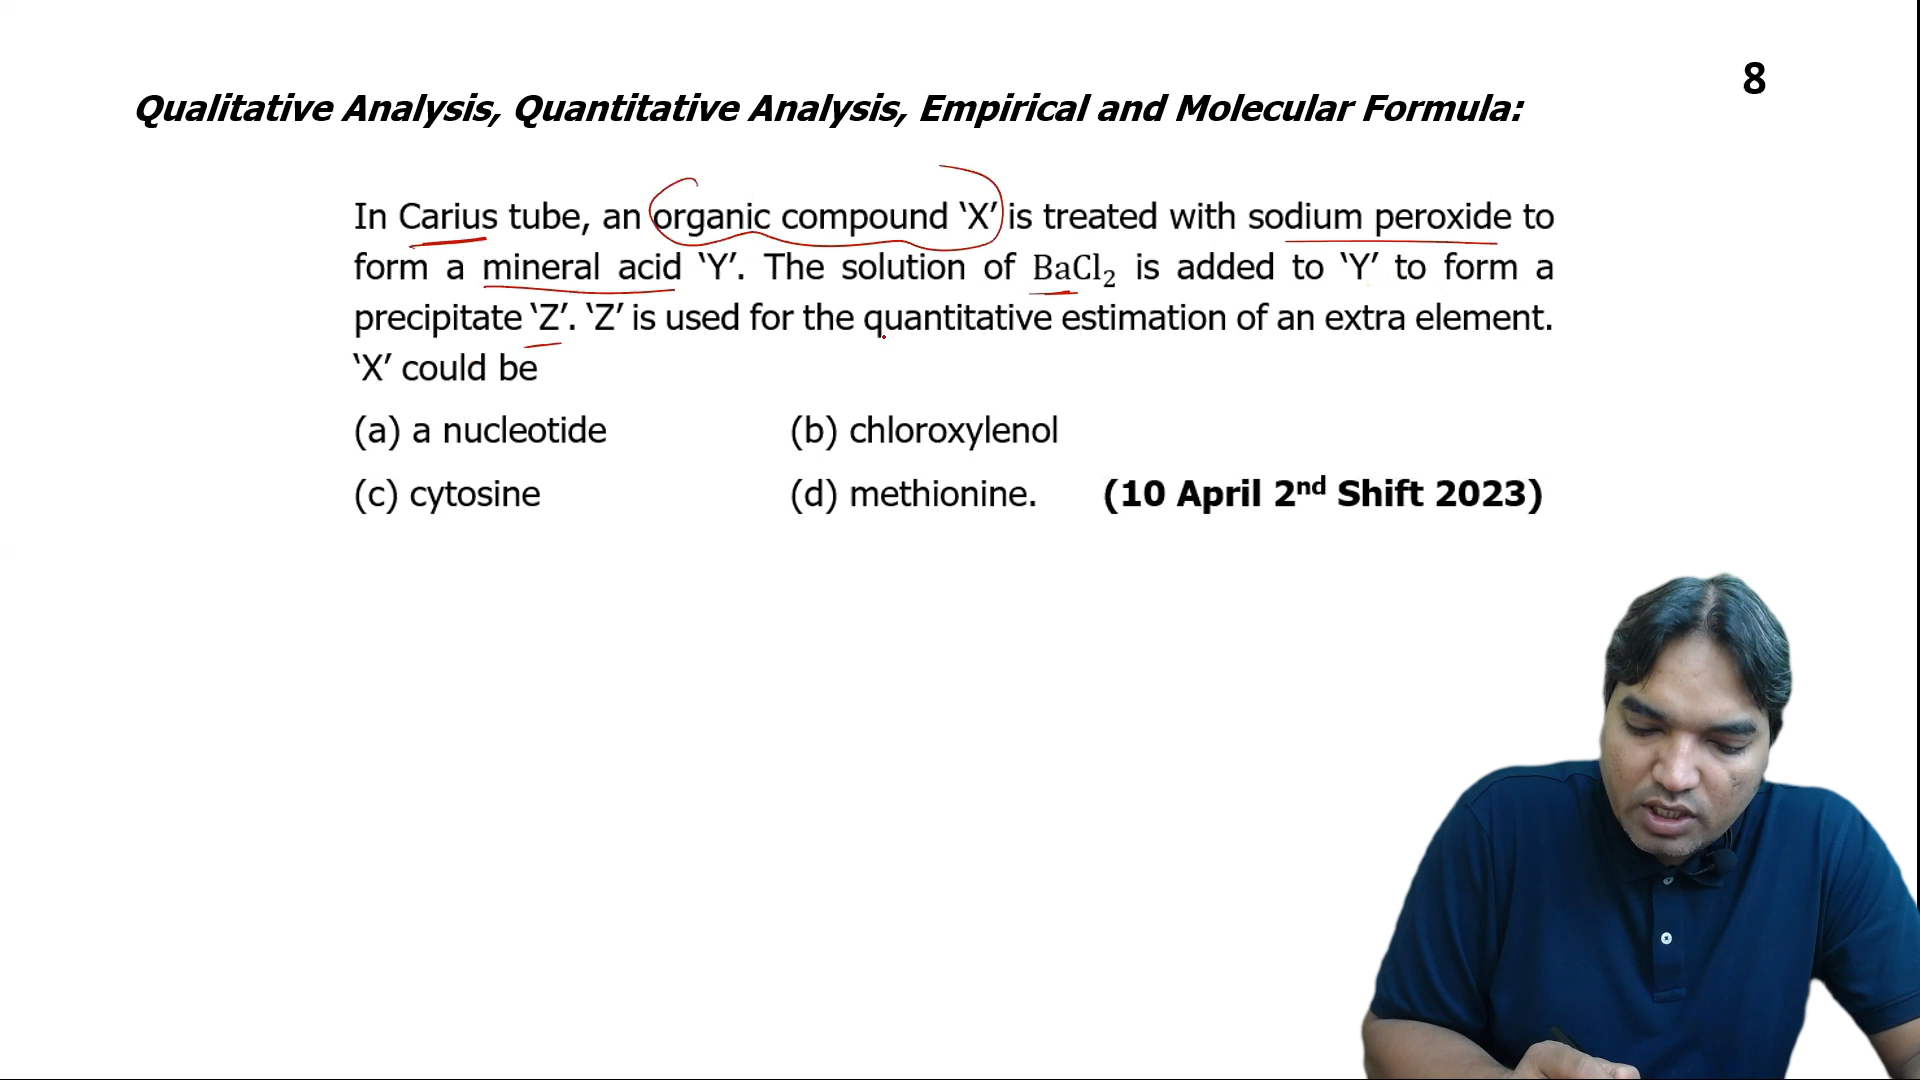 8
Qualitative Analysis, Quantitative Analysis, Empirical and Molecular Formula:
In Carius tube, an organic compound ‘X’ is treated with sodium peroxide to
form a mineral acid ‘Y’. The solution of BaCl₂ is added to ‘Y’ to form a
precipitate ‘Z’. ‘Z’ is used for the quantitative estimation of an extra element.
‘X’ could be
(a) a nucleotide (b) chloroxylenol
(c) cytosine (d) methionine. (10 April 2nd Shift 2023)